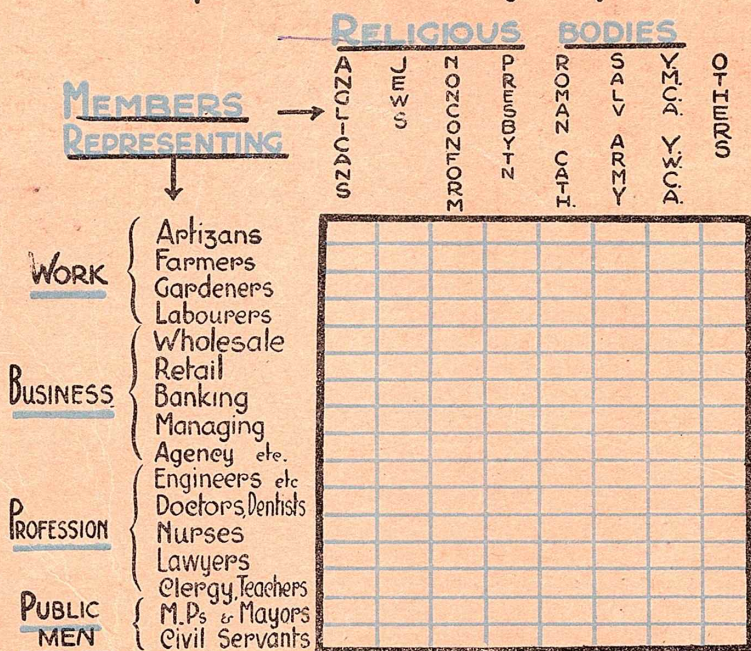 RELIGIOUS BODIES
MEMBERS
REPRESENTING
ANGLICANS
JEWS
NONCONFORM
PRESBYTN
ROMAN CATH.
SALV ARMY
Y.M.C.A. Y.W.C.A.
OTHERS
WORK
Artizans
Farmers
Gardeners
Labourers
BUSINESS
Wholesale
Retail
Banking
Managing
Agency etc.
PROFESSION
Engineers etc
Doctors, Dentists
Nurses
Lawyers
Clergy, Teachers
PUBLIC
MEN
M.Ps & Mayors
Civil Servants